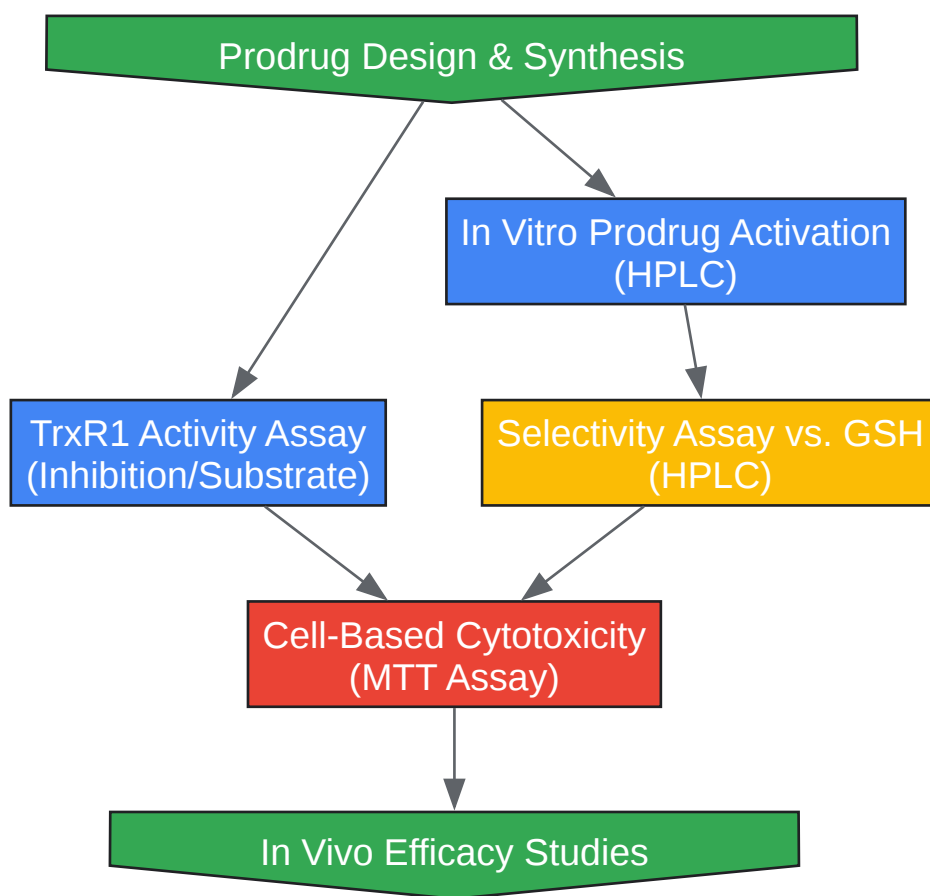 Prodrug Design & Synthesis
In Vitro Prodrug Activation
(HPLC)
TrxR1 Activity Assay
(Inhibition/Substrate)
Selectivity Assay vs. GSH
(HPLC)
Cell-Based Cytotoxicity
(MTT Assay)
In Vivo Efficacy Studies